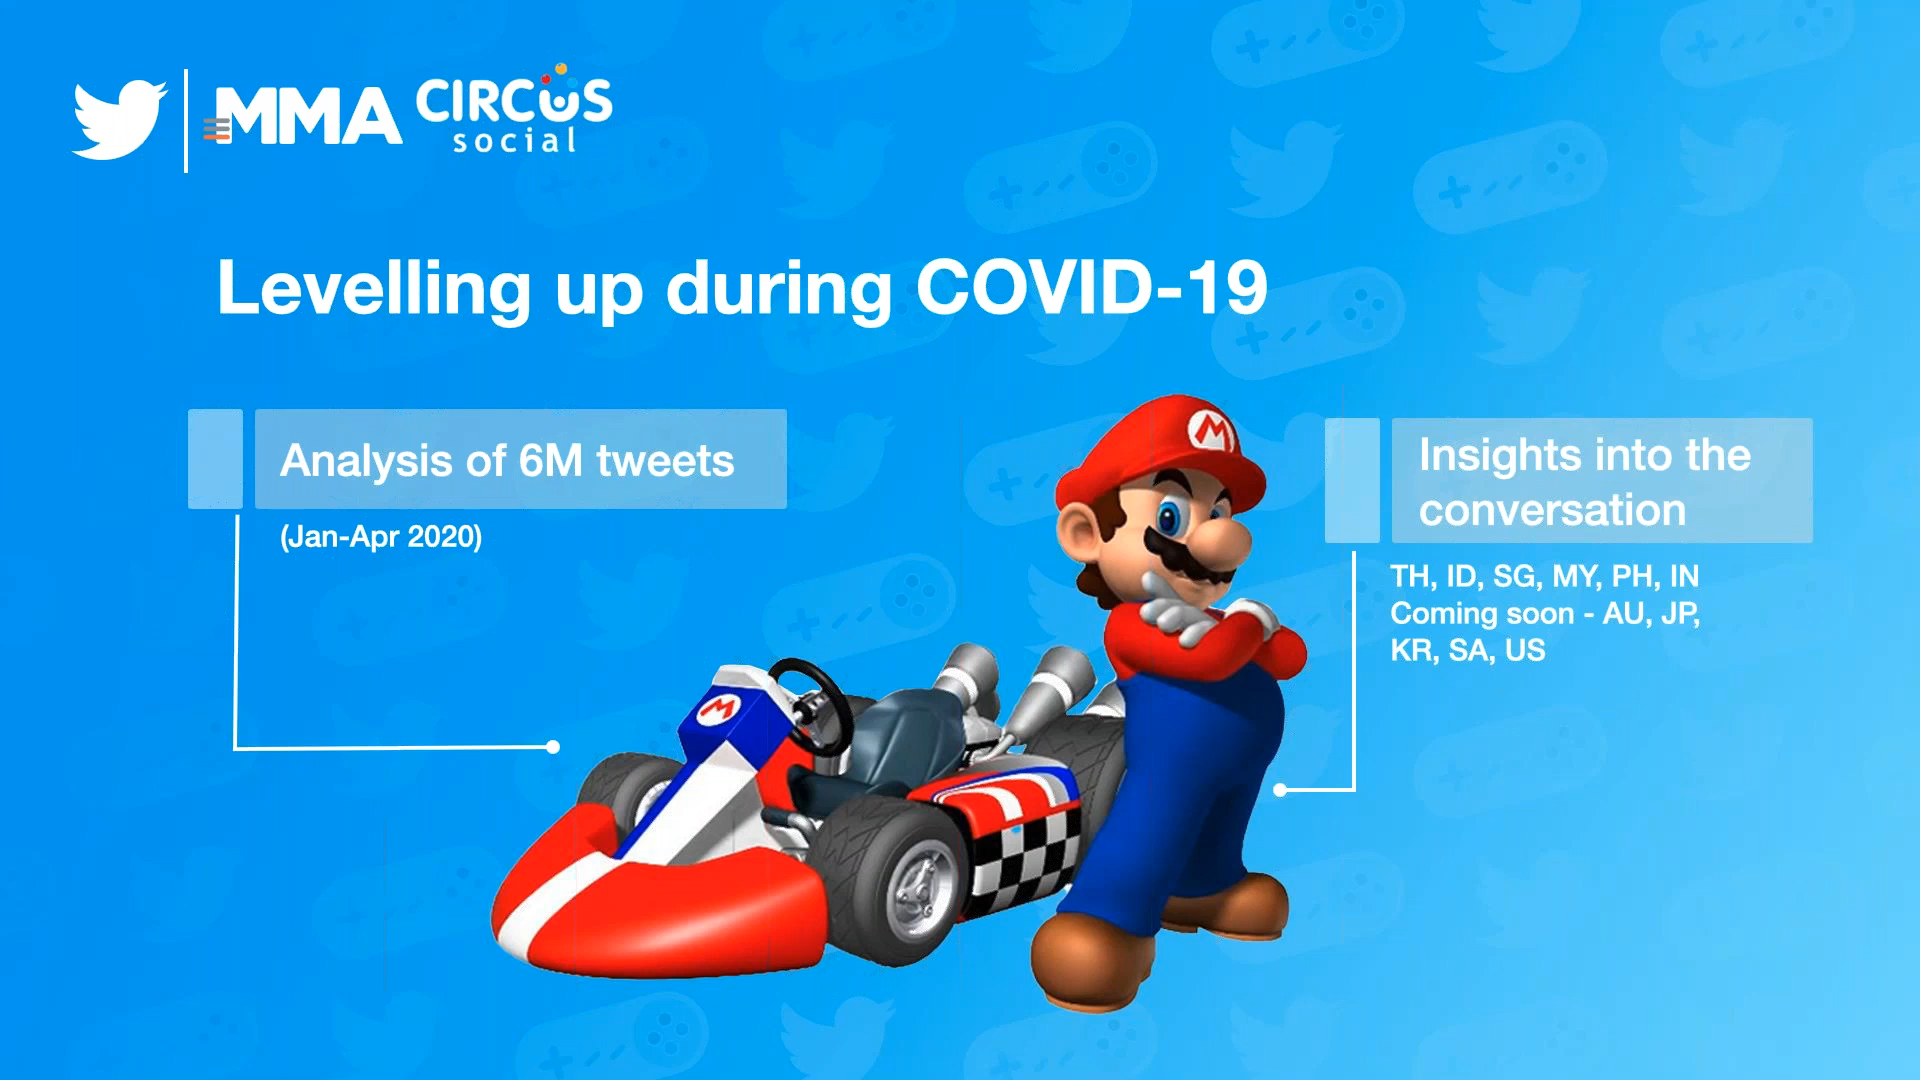 MMA
CIRCUS
social
Levelling up during COVID-19
Analysis of 6M tweets
(Jan-Apr 2020)
Insights into the
conversation
TH, ID, SG, MY, PH, IN
Coming soon - AU, JP,
KR, SA, US
M
M